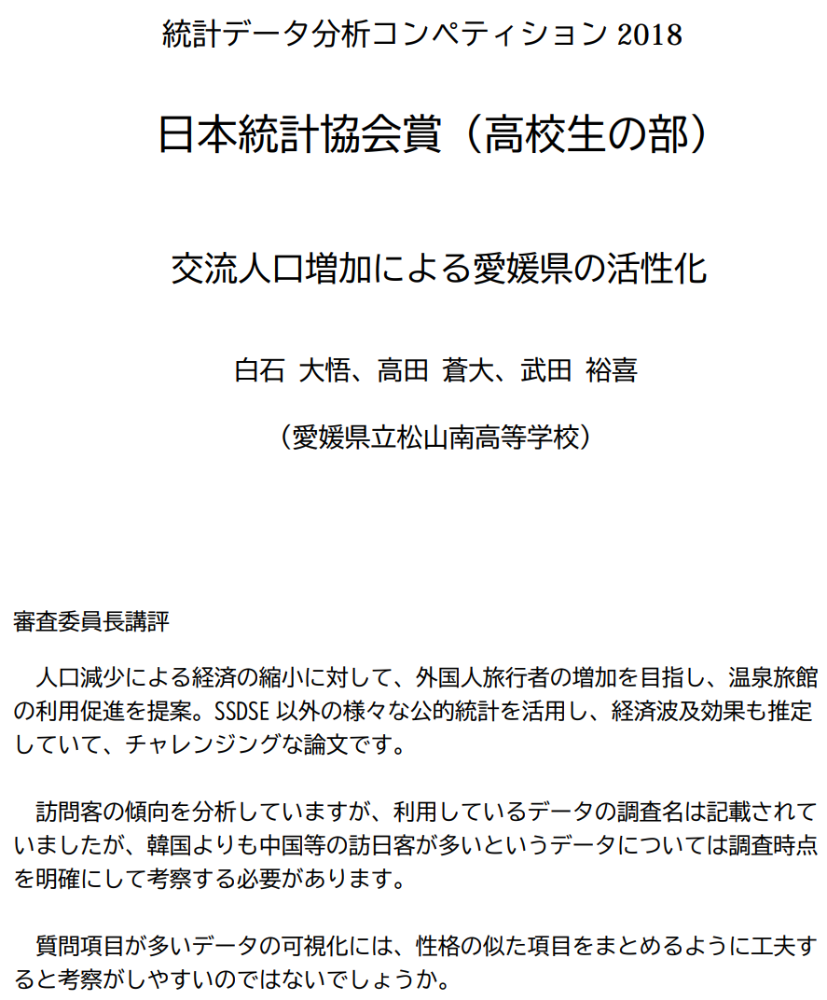 統計データ分析コンペティション 2018
日本統計協会賞（高校生の部）
交流人口増加による愛媛県の活性化
白石 大悟、高田 蒼大、武田 裕喜
（愛媛県立松山南高等学校）
審査委員長講評
人口減少による経済の縮小に対して、外国人旅行者の増加を目指し、温泉旅館
の利用促進を提案。SSDSE 以外の様々な公的統計を活用し、経済波及効果も推定
していて、チャレンジングな論文です。
訪問客の傾向を分析していますが、利用しているデータの調査名は記載されて
いましたが、韓国よりも中国等の訪日客が多いというデータについては調査時点
を明確にして考察する必要があります。
質問項目が多いデータの可視化には、性格の似た項目をまとめるように工夫す
ると考察がしやすいのではないでしょうか。